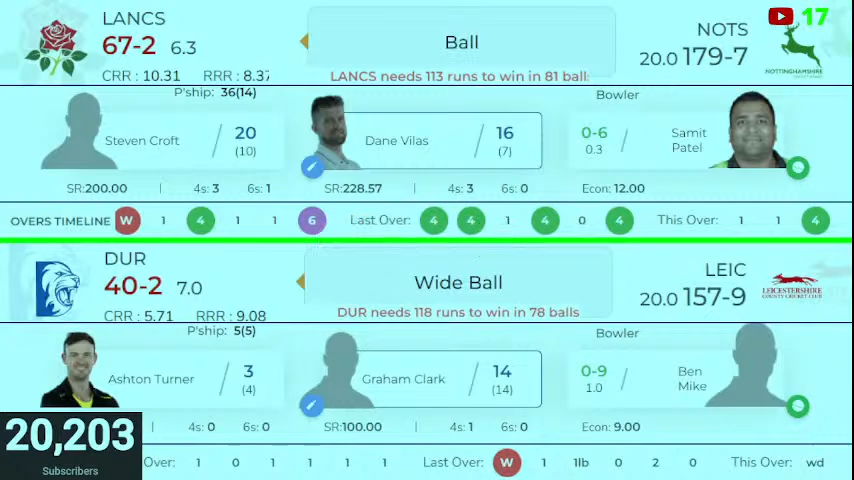 LANCS
67-2 6.3
CRR : 10.31 RRR : 8.37
Ball
LANCS needs 113 runs to win in 81 ball
17
NOTS
20.0 179-7
NOTTINGHAMSHIRE
P'ship: 36(14)
Bowler
Steven Croft / 20 (10)
Dane Vilas / 16 (7)
0-6 / 0.3
Samit Patel
SR:200.00 | 4s: 3 6s: 1
SR:228.57 | 4s: 3 6s: 0
Econ: 12.00
OVERS TIMELINE W 1 4 1 1 6 Last Over: 4 4 1 4 0 4 This Over: 1 1 4
DUR
40-2 7.0
CRR : 5.71 RRR : 9.08
Wide Ball
DUR needs 118 runs to win in 78 balls
LEIC
20.0 157-9
LEICESTERSHIRE
COUNTY CRICKET CLUB
P'ship: 5(5)
Bowler
Ashton Turner / 3 (4)
Graham Clark / 14 (14)
0-9 / 1.0
Ben Mike
| 4s: 0 6s: 0
SR:100.00 | 4s: 1 6s: 0
Econ: 9.00
20,203
Subscribers
Over: 1 0 1 1 1 1 Last Over: W 1 1lb 0 2 0 This Over: wd